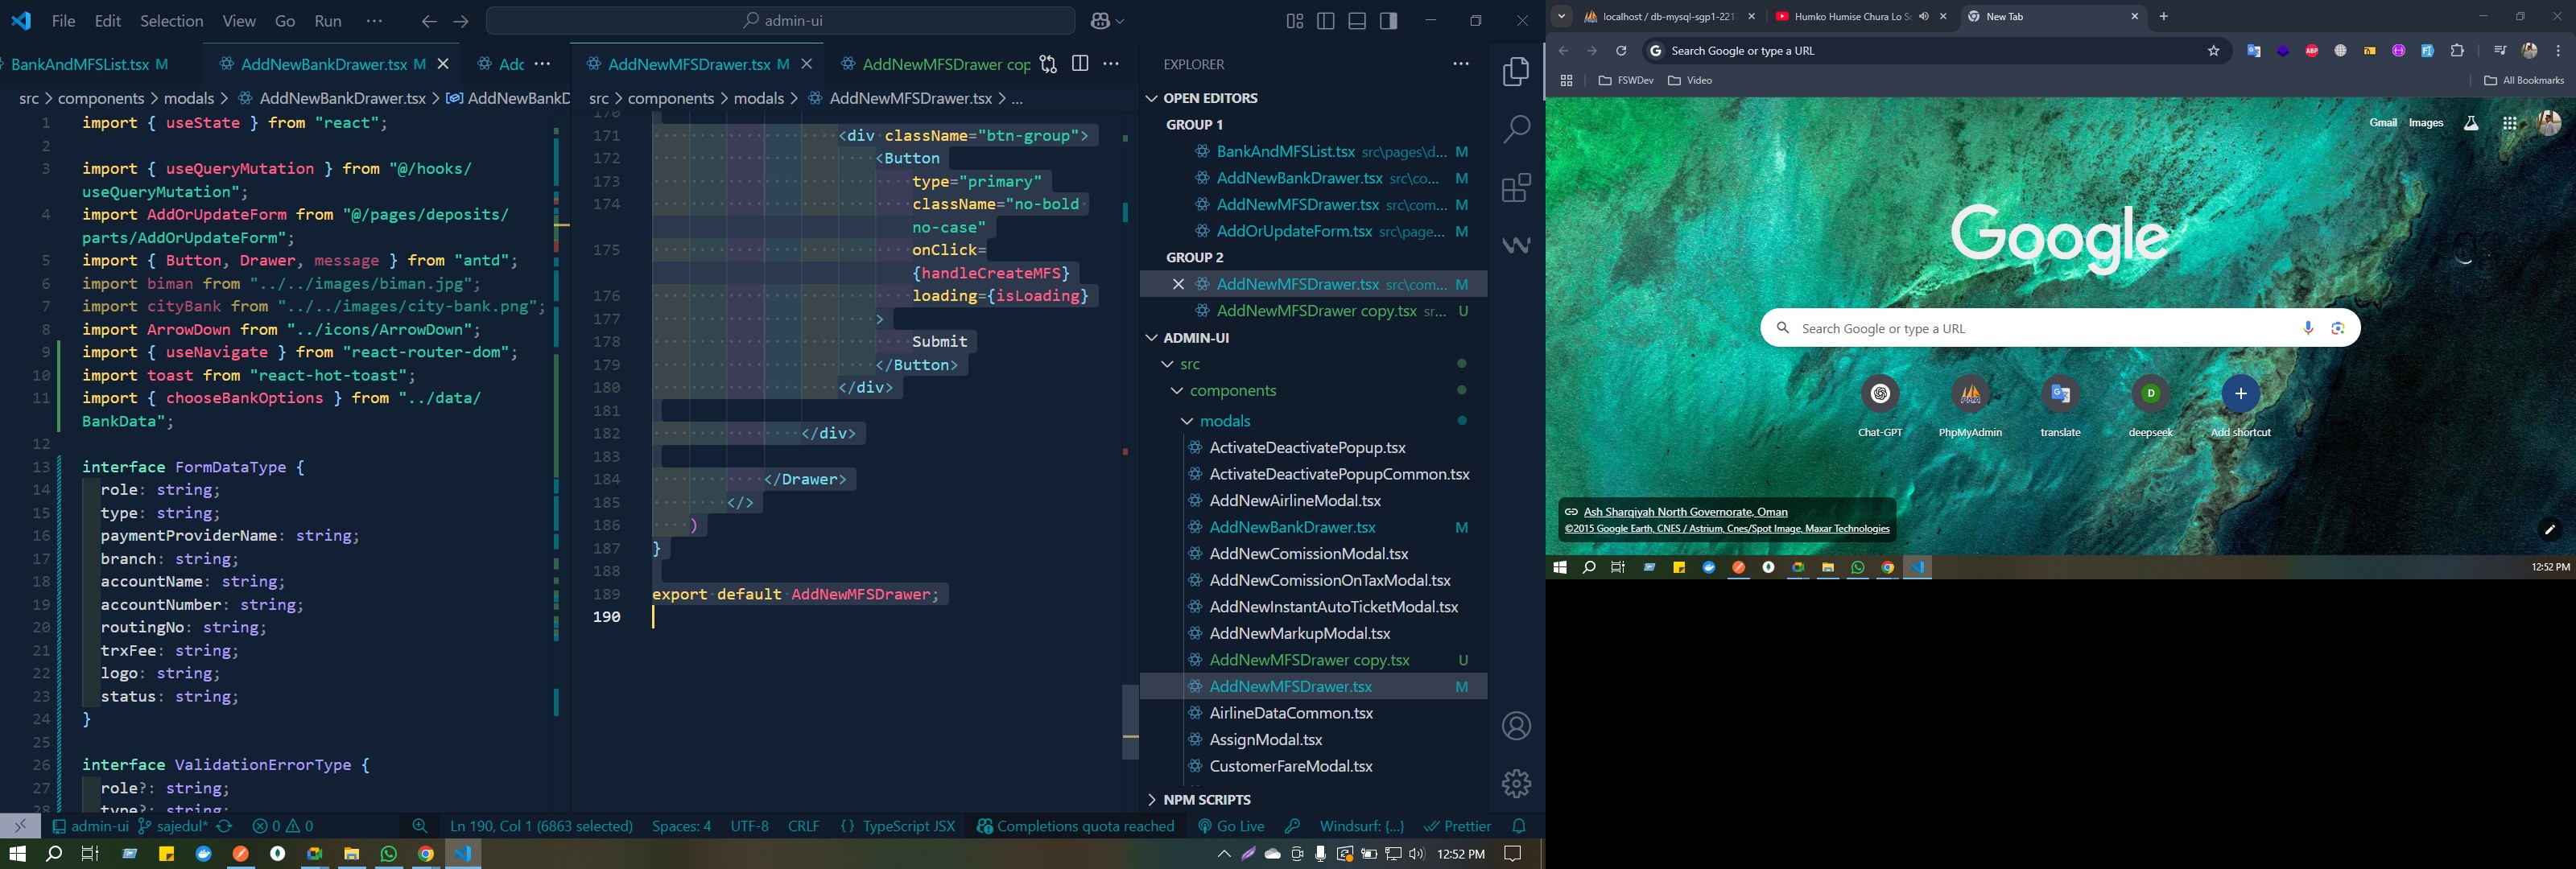 File Edit Selection View Go Run ···
admin-ui
BankAndMFSList.tsx M
AddNewBankDrawer.tsx M
Adc ···
src > components > modals > AddNewBankDrawer.tsx > AddNewBankD
1 import { useState } from "react";
2
3 import { useQueryMutation } from "@/hooks/
useQueryMutation";
4 import AddOrUpdateForm from "@/pages/deposits/
parts/AddOrUpdateForm";
5 import { Button, Drawer, message } from "antd";
6 import biman from "../../images/biman.jpg";
7 import cityBank from "../../images/city-bank.png";
8 import ArrowDown from "../icons/ArrowDown";
9 import { useNavigate } from "react-router-dom";
10 import toast from "react-hot-toast";
11 import { chooseBankOptions } from "../data/
BankData";
12
13 interface FormDataType {
14 role: string;
15 type: string;
16 paymentProviderName: string;
17 branch: string;
18 accountName: string;
19 accountNumber: string;
20 routingNo: string;
21 trxFee: string;
22 logo: string;
23 status: string;
24 }
25
26 interface ValidationErrorType {
27 role?: string;
28 type?: string;
AddNewMFSDrawer.tsx M
AddNewMFSDrawer cop
src > components > modals > AddNewMFSDrawer.tsx > ...
170
171 <div className="btn-group">
172 <Button
173 type="primary"
174 className="no-bold
no-case"
175 onClick=
{handleCreateMFS}
176 loading={isLoading}
177 >
178 Submit
179 </Button>
180 </div>
181
182 </div>
183
184 </Drawer>
185 </>
186 )
187 }
188
189 export default AddNewMFSDrawer;
190
EXPLORER
OPEN EDITORS
GROUP 1
BankAndMFSList.tsx src\pages\d... M
AddNewBankDrawer.tsx src\co... M
AddNewMFSDrawer.tsx src\com... M
AddOrUpdateForm.tsx src\page... M
GROUP 2
AddNewMFSDrawer.tsx src\com... M
AddNewMFSDrawer copy.tsx sr... U
ADMIN-UI
src
components
modals
ActivateDeactivatePopup.tsx
ActivateDeactivatePopupCommon.tsx
AddNewAirlineModal.tsx
AddNewBankDrawer.tsx M
AddNewComissionModal.tsx
AddNewComissionOnTaxModal.tsx
AddNewInstantAutoTicketModal.tsx
AddNewMarkupModal.tsx
AddNewMFSDrawer copy.tsx U
AddNewMFSDrawer.tsx M
AirlineDataCommon.tsx
AssignModal.tsx
CustomerFareModal.tsx
NPM SCRIPTS
admin-ui sajedul* 0 0
Ln 190, Col 1 (6863 selected) Spaces: 4 UTF-8 CRLF {} TypeScript JSX Completions quota reached Go Live Windsurf: {...} Prettier
12:52 PM
localhost / db-mysql-sgp1-221
Humko Humise Chura Lo So
New Tab
Search Google or type a URL
FSWDev
Video
All Bookmarks
Gmail Images
Google
Search Google or type a URL
Chat-GPT
PhpMyAdmin
translate
D
deepseek
Add shortcut
Ash Sharqiyah North Governorate, Oman
©2015 Google Earth, CNES / Astrium, Cnes/Spot Image, Maxar Technologies
12:52 PM